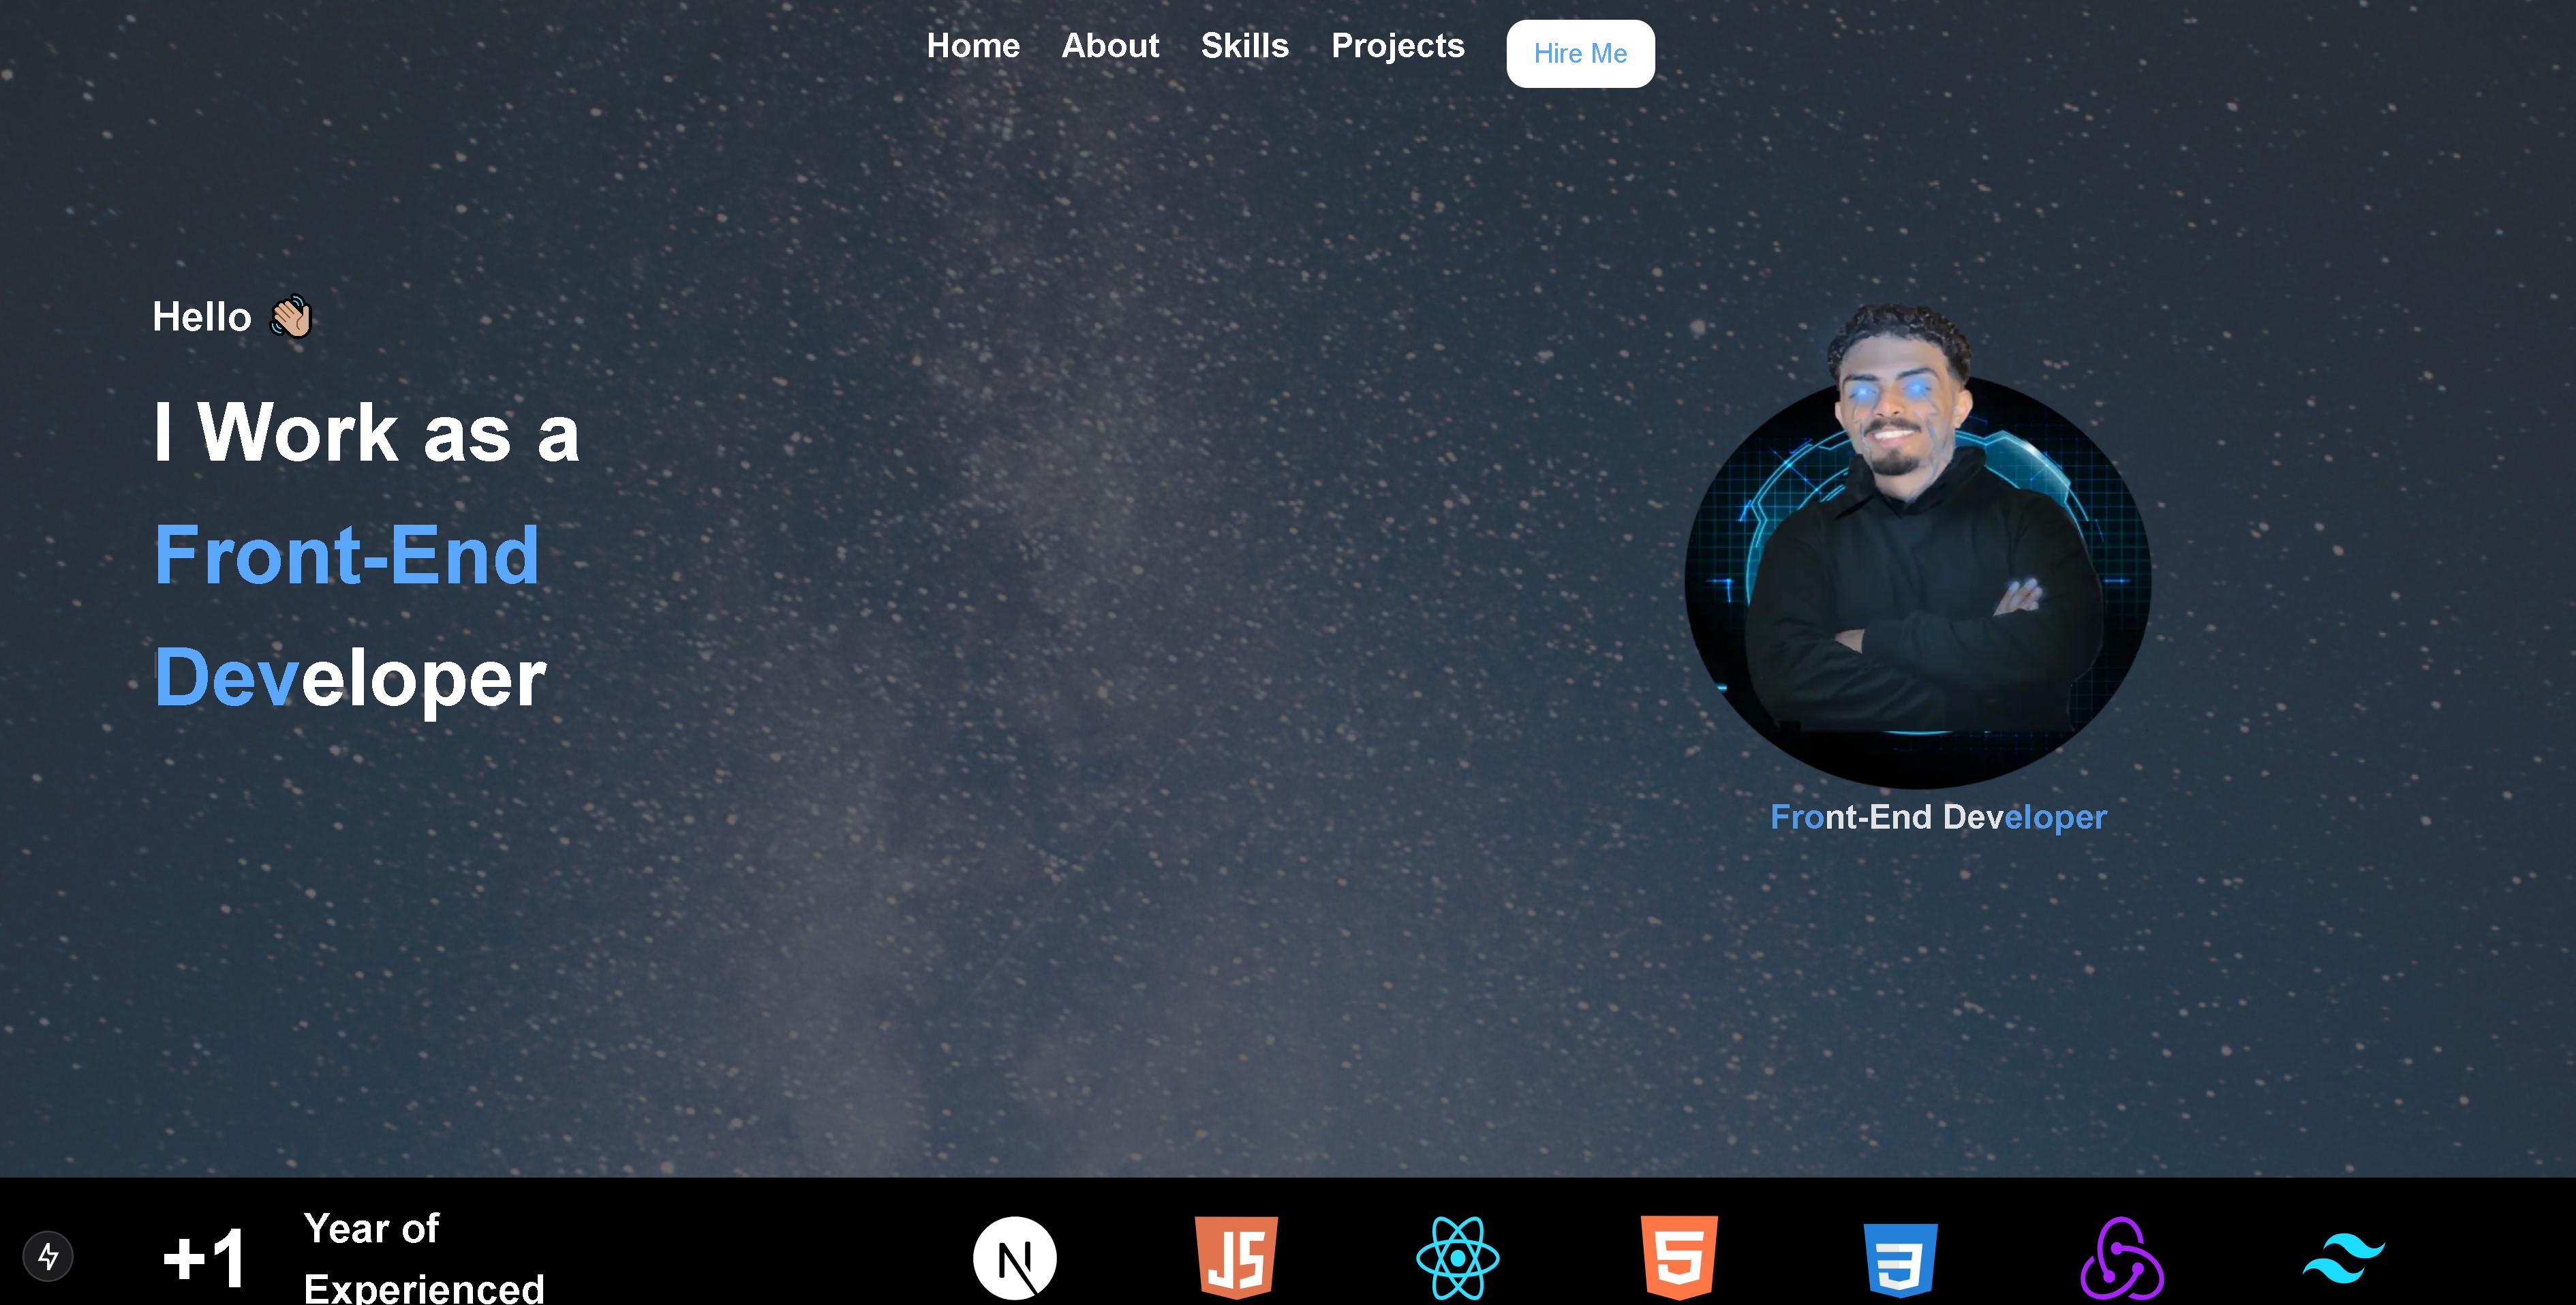 Home About Skills Projects Hire Me
Hello
I Work as a
Front-End
Developer
Front-End Developer
+1
Year of
Experienced
N
JS
5
3